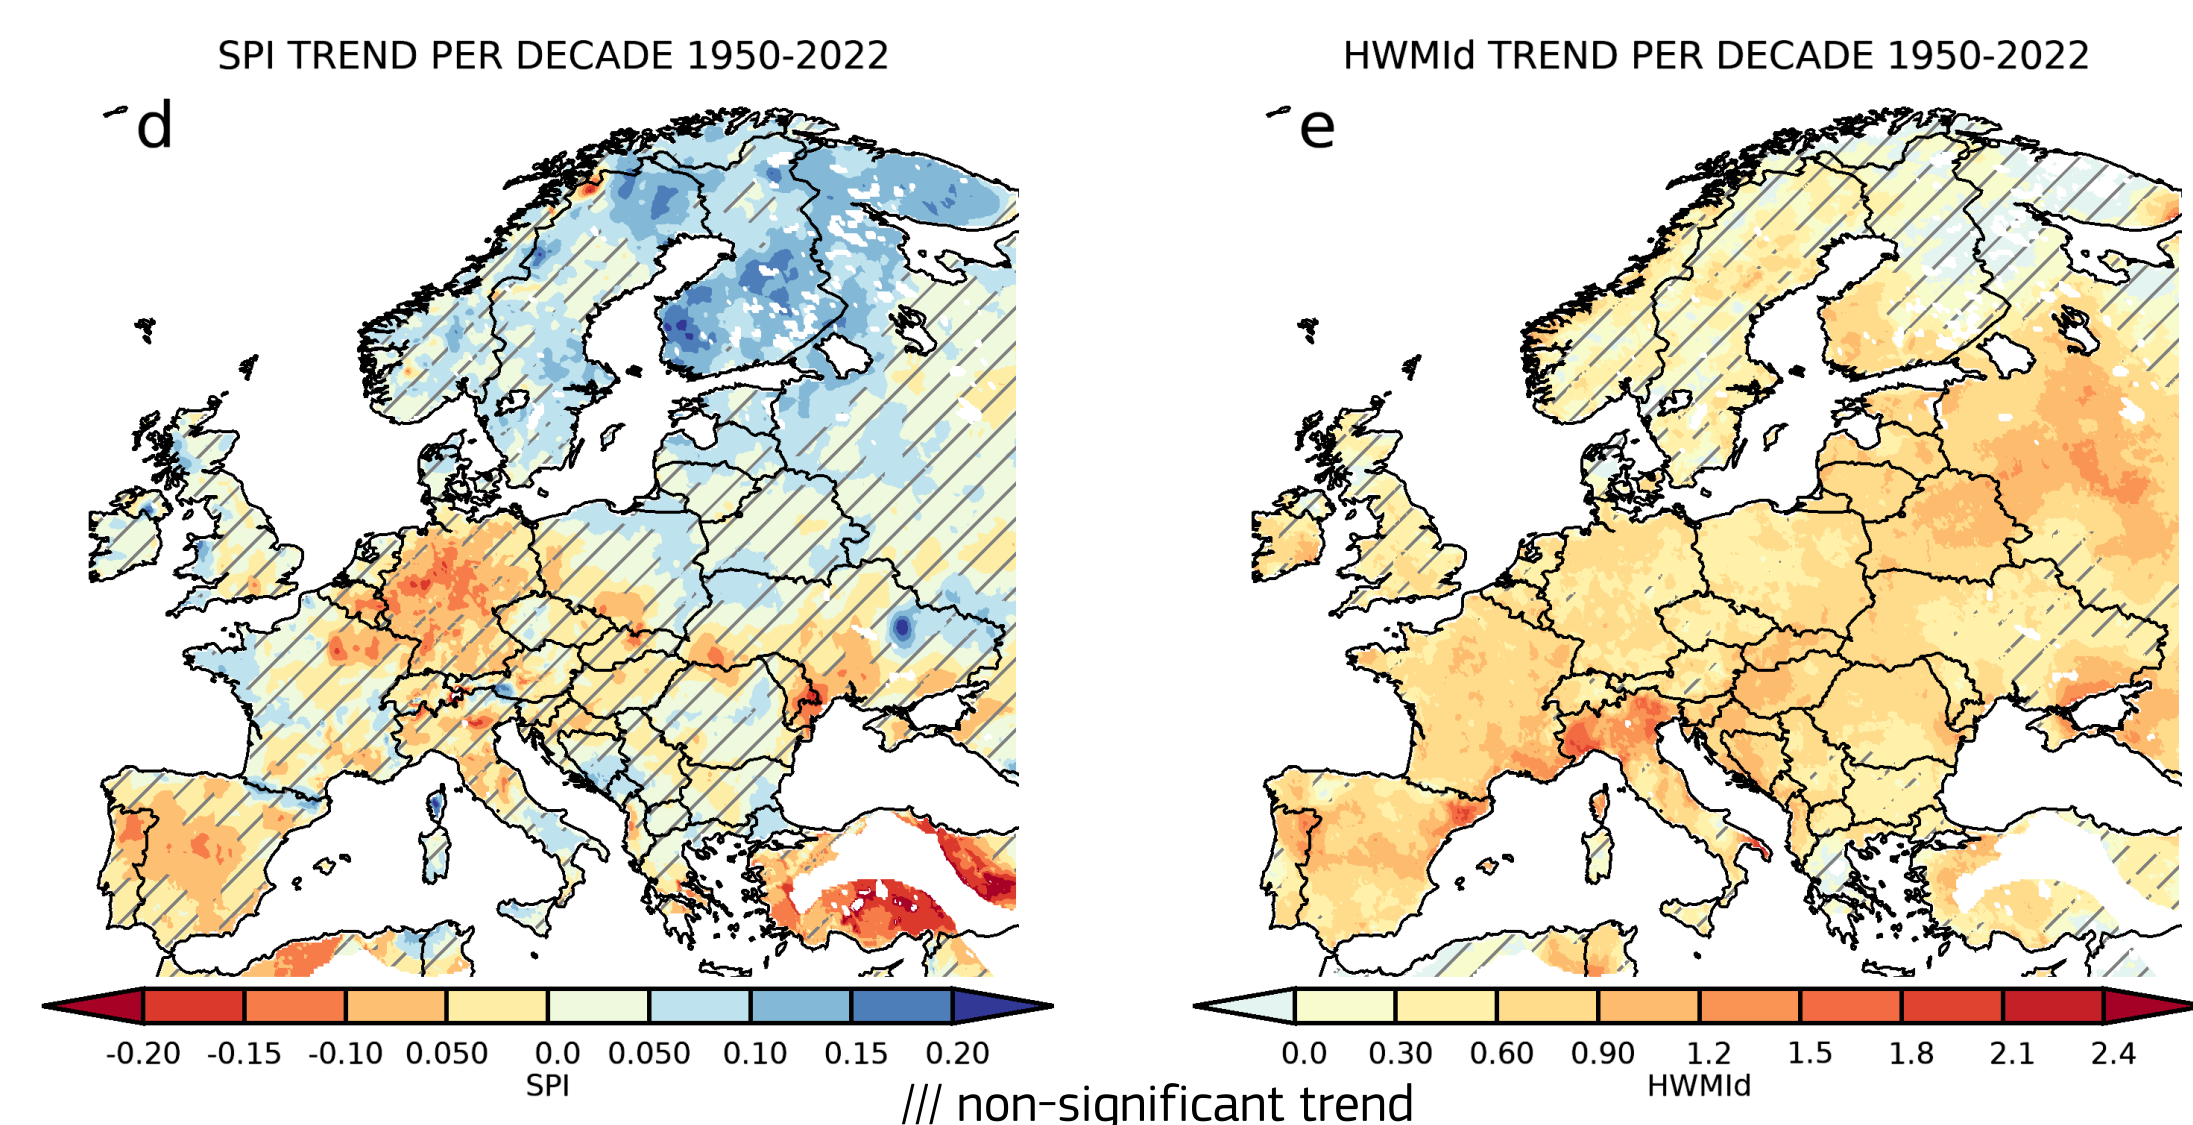 SPI TREND PER DECADE 1950-2022
HWMId TREND PER DECADE 1950-2022
d
e
-0.20 -0.15 -0.10 0.050 0.0 0.050 0.10 0.15 0.20
SPI
0.0 0.30 0.60 0.90 1.2 1.5 1.8 2.1 2.4
HWMId
/// non-significant trend